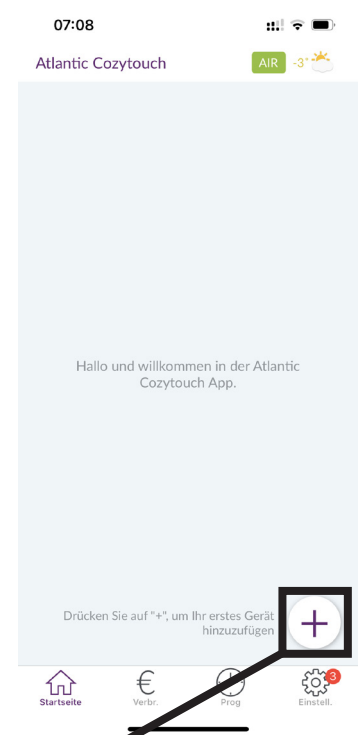 07:08
Atlantic Cozytouch AIR -3°
Hallo und willkommen in der Atlantic
Cozytouch App.
Drücken Sie auf "+", um Ihr erstes Gerät
hinzuzufügen
3
Startseite € Verbr. Prog Einstell.